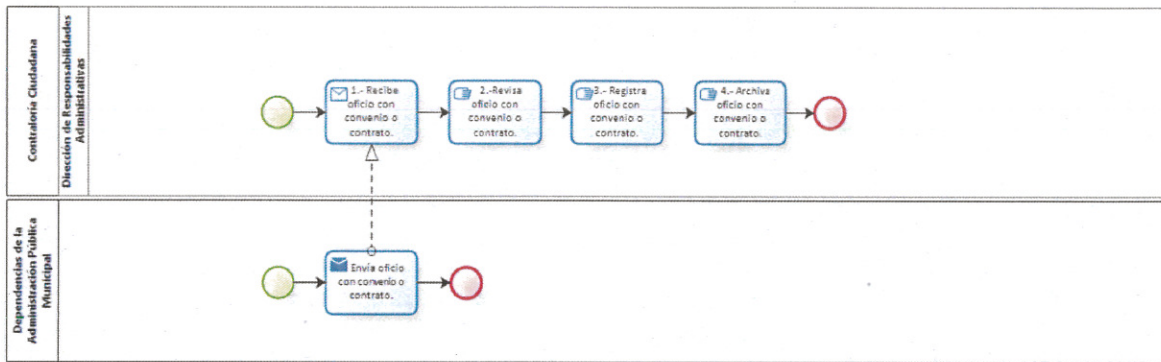 Contraloría Ciudadana
Dirección de Responsabilidades
Administrativas
1.- Recibe
oficio con
convenio o
contrato.
2.-Revisa
oficio con
convenio o
contrato.
3.- Registra
oficio con
convenio o
contrato.
4.- Archiva
oficio con
convenio o
contrato.
Dependencias de la
Administración Pública
Municipal
Envía oficio
con convenio o
contrato.